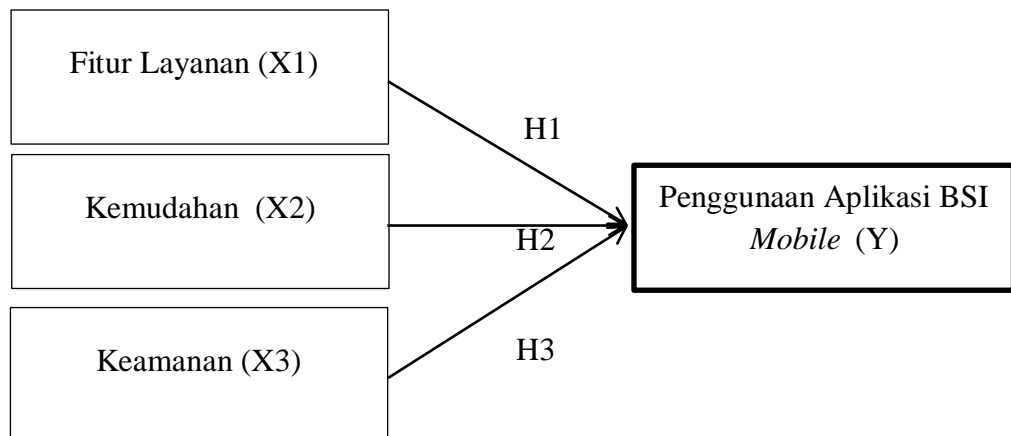 Fitur Layanan (X1)
H1
Kemudahan (X2)
H2
Penggunaan Aplikasi BSI
Mobile (Y)
Keamanan (X3)
H3